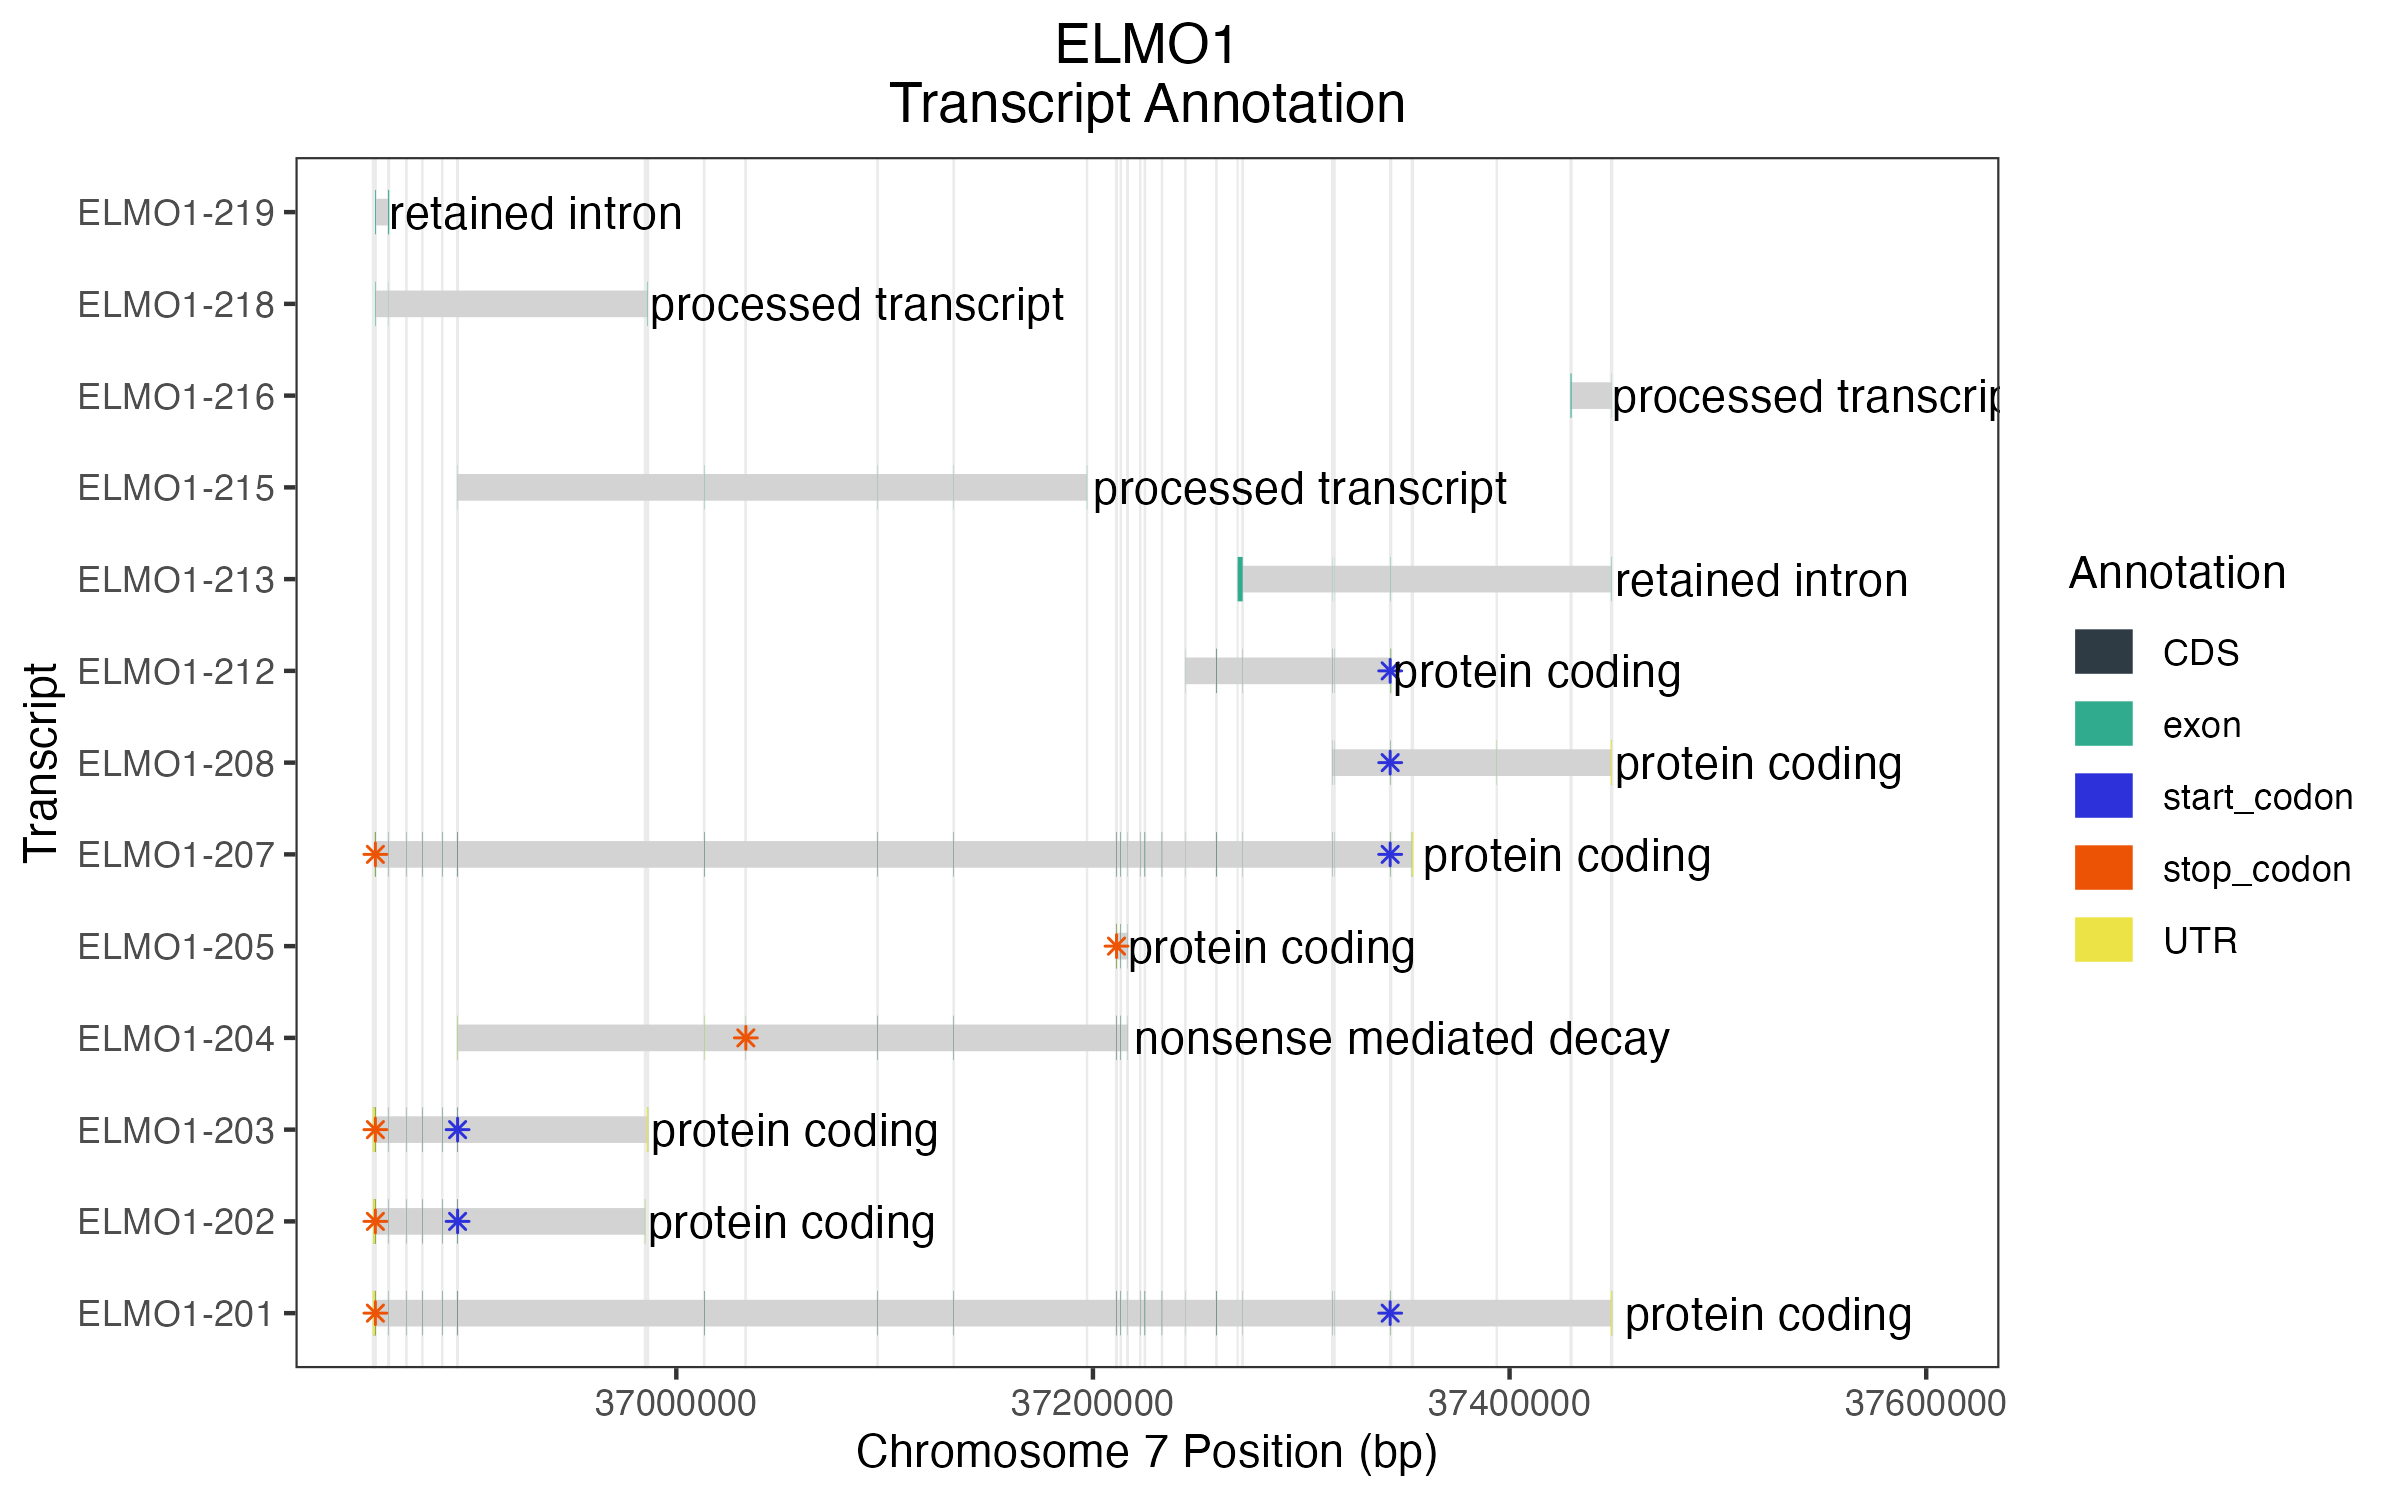 ELMO1
Transcript Annotation
ELMO1-219
retained intron
ELMO1-218
processed transcript
ELMO1-216
processed transcrip
ELMO1-215
processed transcript
ELMO1-213
retained intron
ELMO1-212
protein coding
ELMO1-208
protein coding
ELMO1-207
protein coding
ELMO1-205
protein coding
ELMO1-204
nonsense mediated decay
ELMO1-203
protein coding
ELMO1-202
protein coding
ELMO1-201
protein coding
Transcript
37000000
37200000
37400000
37600000
Chromosome 7 Position (bp)
Annotation
CDS
exon
start_codon
stop_codon
UTR